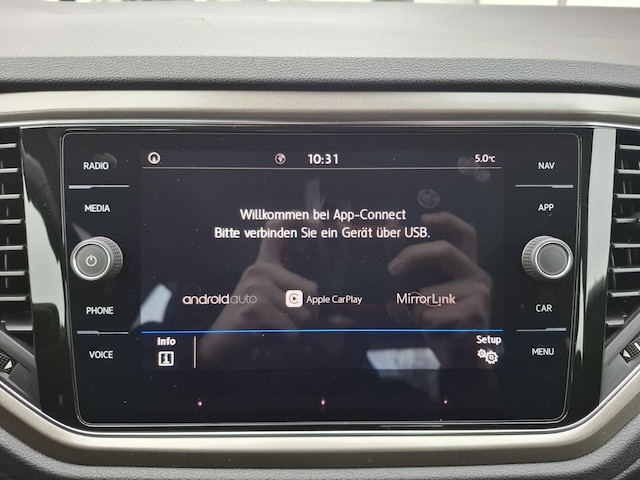 RADIO
MEDIA
PHONE
VOICE
10:31
5.0°C
Willkommen bei App-Connect
Bitte verbinden Sie ein Gerät über USB.
androidauto
Apple CarPlay
MirrorLink
Info
Setup
NAV
APP
CAR
MENU